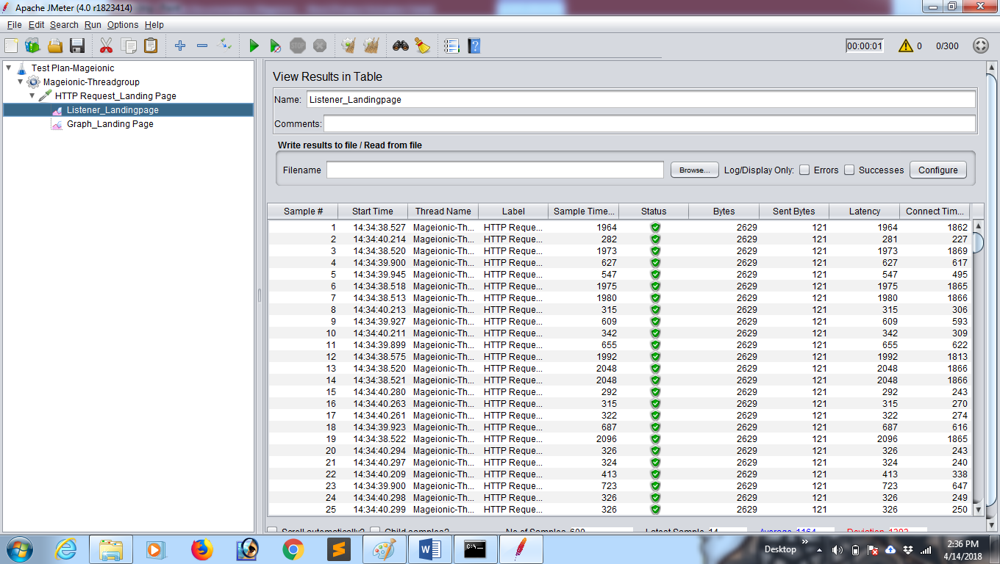 Apache JMeter (4.0 r1823414)
File Edit Search Run Options Help
STOP 00:00:01 0 0/300
Test Plan-Mageionic
Mageionic-Threadgroup
HTTP Request_Landing Page
Listener_Landingpage
Graph_Landing Page
View Results in Table
Name: Listener_Landingpage
Comments:
Write results to file / Read from file
Filename Browse... Log/Display Only: Errors Successes Configure
Sample # Start Time Thread Name Label Sample Time... Status Bytes Sent Bytes Latency Connect Tim...
1 14:34:38.527 Mageionic-Th... HTTP Reque... 1964 2629 121 1964 1862
2 14:34:40.214 Mageionic-Th... HTTP Reque... 282 2629 121 281 227
3 14:34:38.520 Mageionic-Th... HTTP Reque... 1973 2629 121 1973 1869
4 14:34:39.900 Mageionic-Th... HTTP Reque... 627 2629 121 627 617
5 14:34:39.945 Mageionic-Th... HTTP Reque... 547 2629 121 547 495
6 14:34:38.518 Mageionic-Th... HTTP Reque... 1975 2629 121 1975 1865
7 14:34:38.513 Mageionic-Th... HTTP Reque... 1980 2629 121 1980 1866
8 14:34:40.213 Mageionic-Th... HTTP Reque... 315 2629 121 315 306
9 14:34:39.927 Mageionic-Th... HTTP Reque... 609 2629 121 609 593
10 14:34:40.211 Mageionic-Th... HTTP Reque... 342 2629 121 342 309
11 14:34:39.899 Mageionic-Th... HTTP Reque... 655 2629 121 655 622
12 14:34:38.575 Mageionic-Th... HTTP Reque... 1992 2629 121 1992 1813
13 14:34:38.520 Mageionic-Th... HTTP Reque... 2048 2629 121 2048 1866
14 14:34:38.521 Mageionic-Th... HTTP Reque... 2048 2629 121 2048 1866
15 14:34:40.280 Mageionic-Th... HTTP Reque... 292 2629 121 292 243
16 14:34:40.263 Mageionic-Th... HTTP Reque... 315 2629 121 315 270
17 14:34:40.261 Mageionic-Th... HTTP Reque... 322 2629 121 322 274
18 14:34:39.923 Mageionic-Th... HTTP Reque... 687 2629 121 687 616
19 14:34:38.522 Mageionic-Th... HTTP Reque... 2096 2629 121 2096 1865
20 14:34:40.294 Mageionic-Th... HTTP Reque... 326 2629 121 326 243
21 14:34:40.297 Mageionic-Th... HTTP Reque... 324 2629 121 324 240
22 14:34:40.209 Mageionic-Th... HTTP Reque... 413 2629 121 413 338
23 14:34:39.900 Mageionic-Th... HTTP Reque... 723 2629 121 723 647
24 14:34:40.298 Mageionic-Th... HTTP Reque... 326 2629 121 326 249
25 14:34:40.299 Mageionic-Th... HTTP Reque... 326 2629 121 326 250
Scroll automatically? Child samples? No of Samples 600 Latest Sample 14 Average 1164 Deviation
Desktop 2:36 PM
4/14/2018